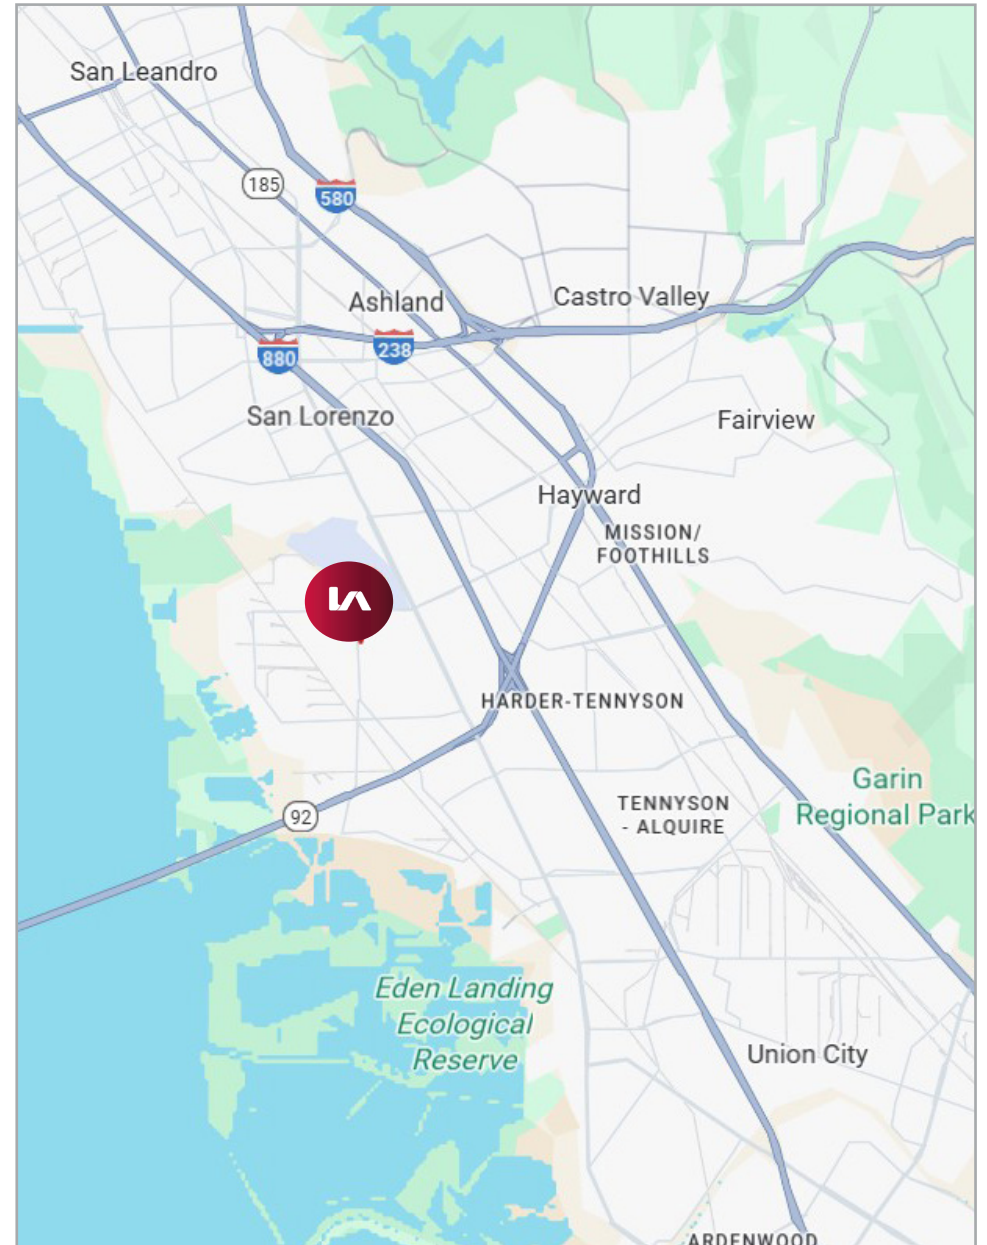 San Leandro
185
580
Ashland
Castro Valley
880
238
San Lorenzo
Fairview
Hayward
MISSION/
FOOTHILLS
HARDER-TENNYSON
Garin
Regional Park
TENNYSON
- ALQUIRE
92
Eden Landing
Ecological
Reserve
Union City
ARDENWOOD